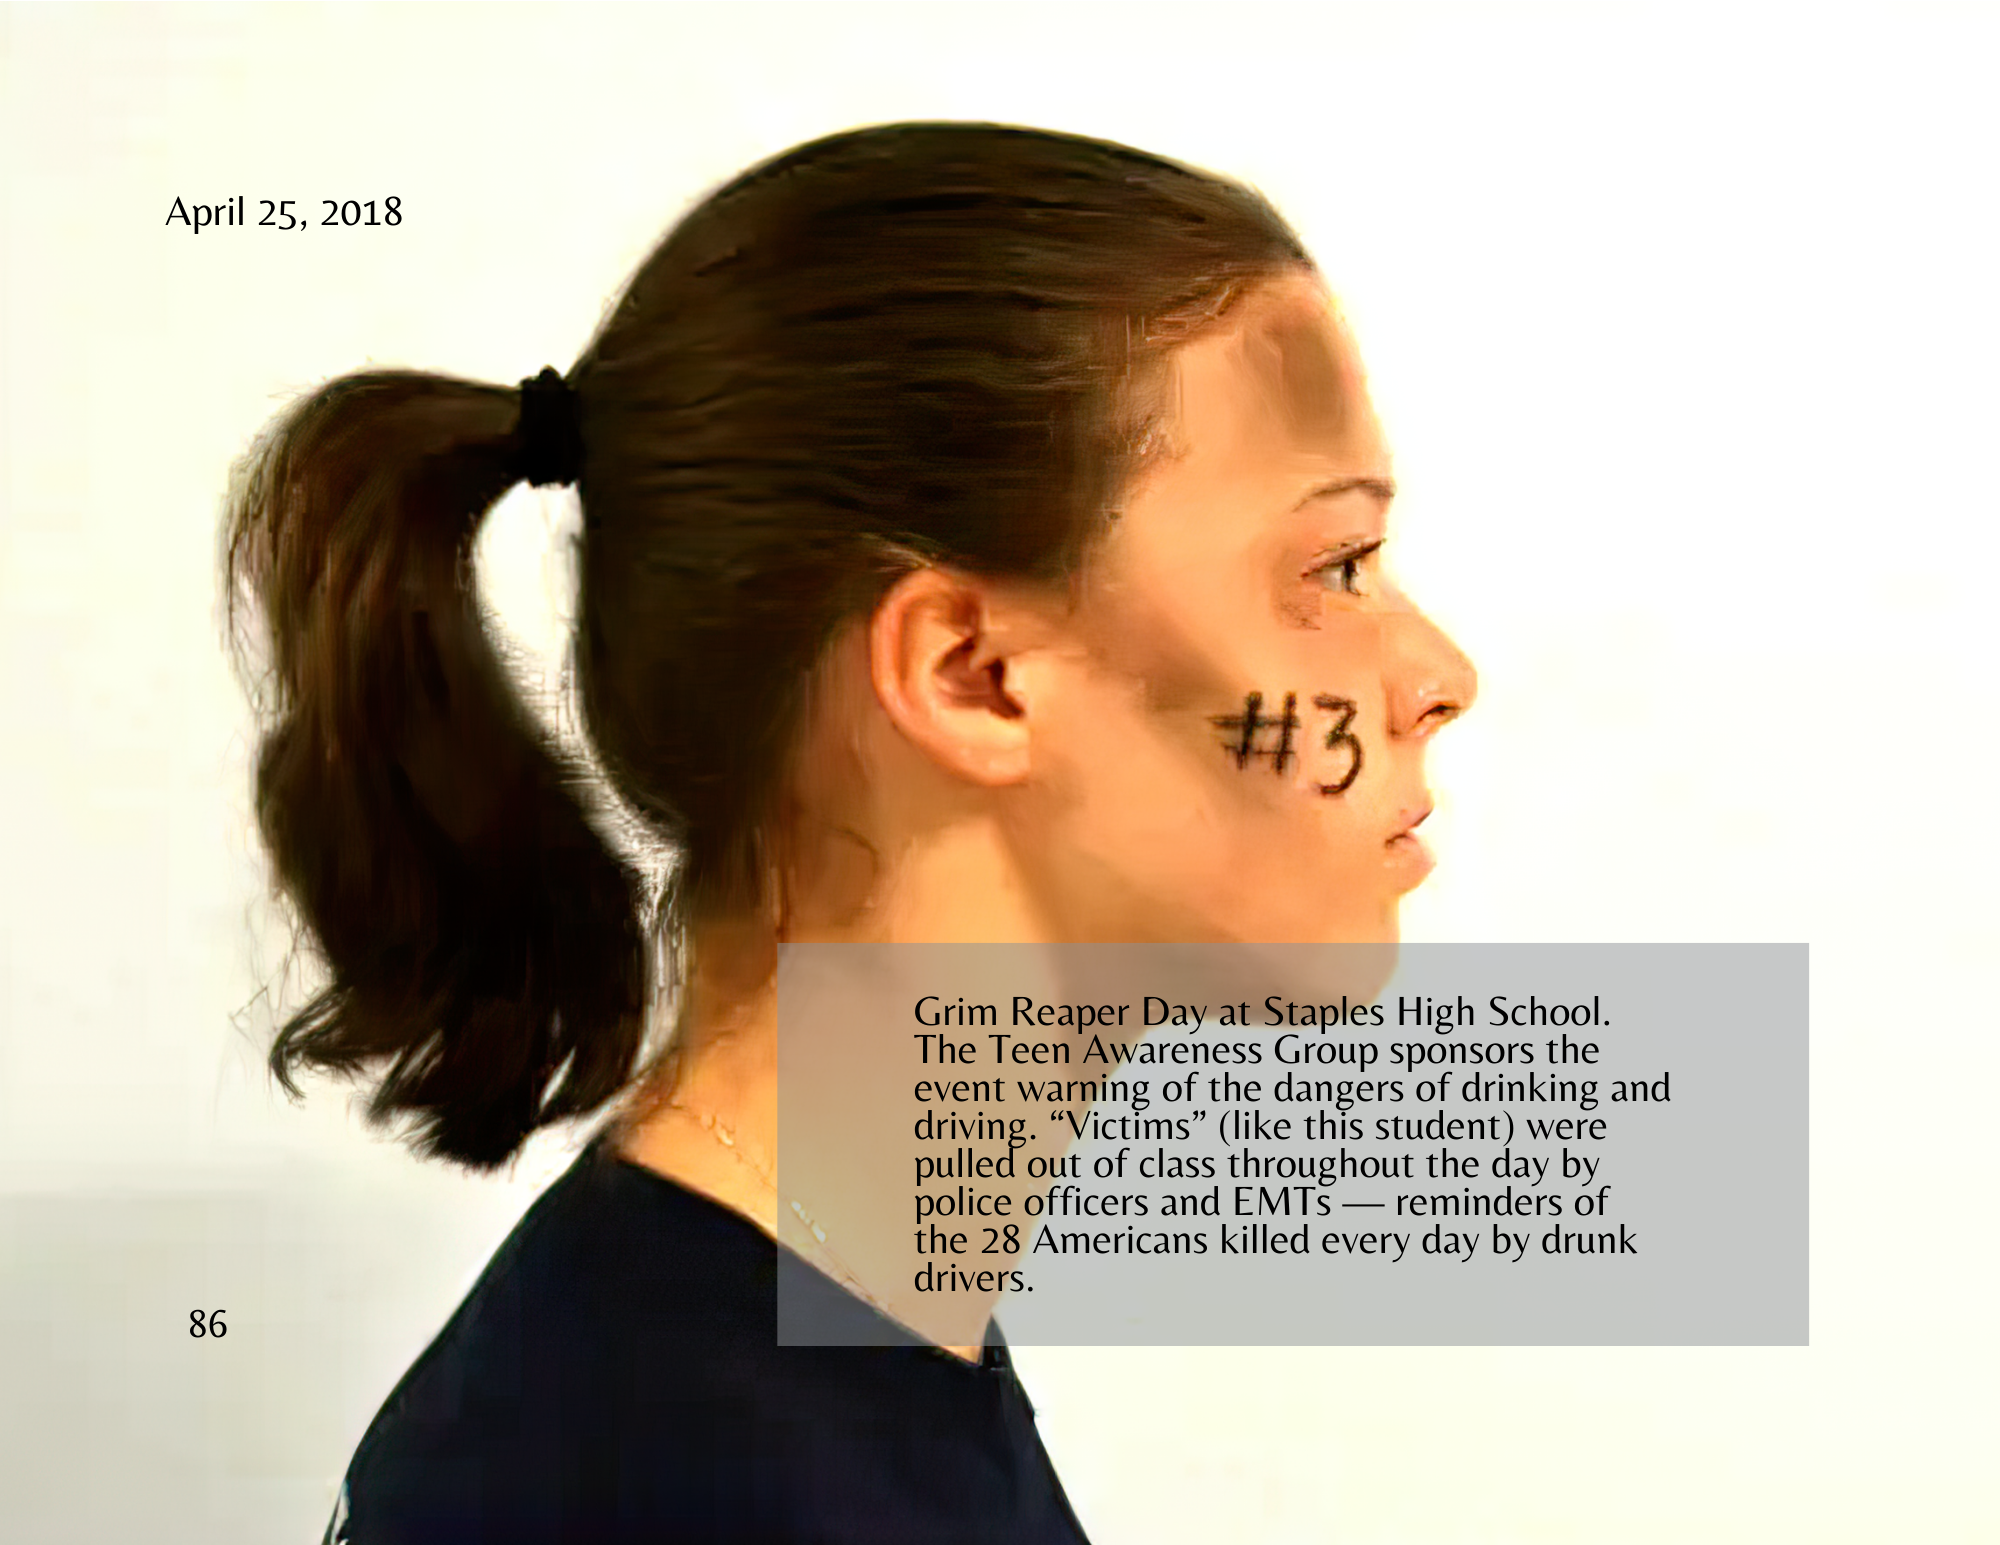 April 25, 2018
#3
Grim Reaper Day at Staples High School.
The Teen Awareness Group sponsors the
event warning of the dangers of drinking and
driving. “Victims” (like this student) were
pulled out of class throughout the day by
police officers and EMTs — reminders of
the 28 Americans killed every day by drunk
drivers.
86